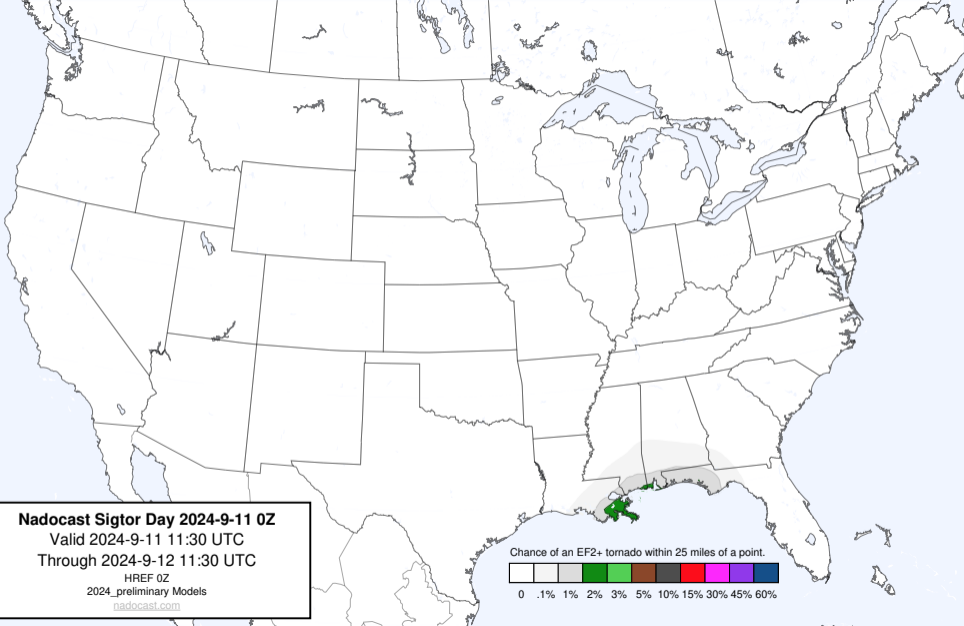 Nadocast Sigtor Day 2024-9-11 0Z
Valid 2024-9-11 11:30 UTC
Through 2024-9-12 11:30 UTC
HREF 0Z
2024_preliminary Models
nadocast.com
Chance of an EF2+ tornado within 25 miles of a point.
0 .1% 1% 2% 3% 5% 10% 15% 30% 45% 60%